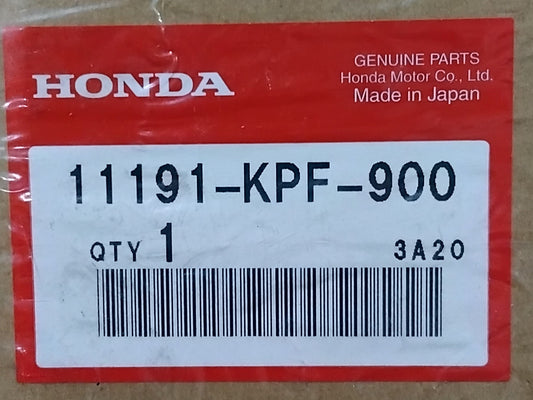 HONDA
GENUINE PARTS
Honda Motor Co., Ltd.
Made in Japan
11191-KPF-900
QTY 1 3A20